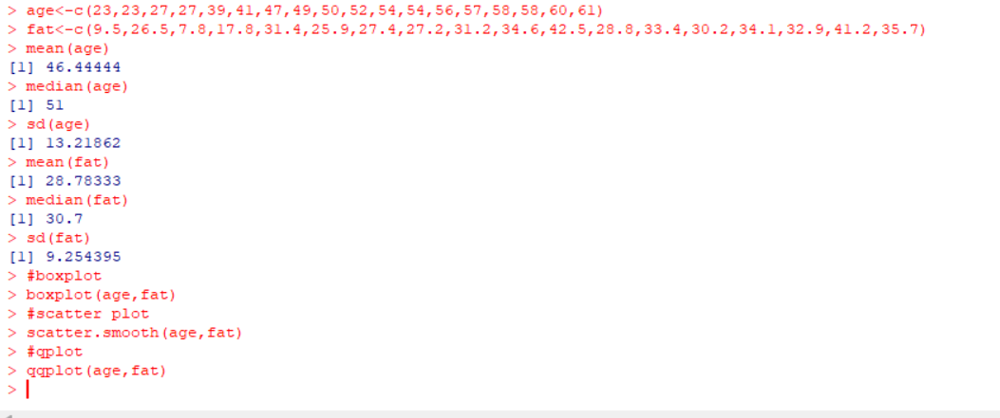 > age<-c(23,23,27,27,39,41,47,49,50,52,54,54,56,57,58,58,60,61)
> fat<-c(9.5,26.5,7.8,17.8,31.4,25.9,27.4,27.2,31.2,34.6,42.5,28.8,33.4,30.2,34.1,32.9,41.2,35.7)
> mean(age)
[1] 46.44444
> median(age)
[1] 51
> sd(age)
[1] 13.21862
> mean(fat)
[1] 28.78333
> median(fat)
[1] 30.7
> sd(fat)
[1] 9.254395
> #boxplot
> boxplot(age,fat)
> #scatter plot
> scatter.smooth(age,fat)
> #qplot
> qqplot(age,fat)
>